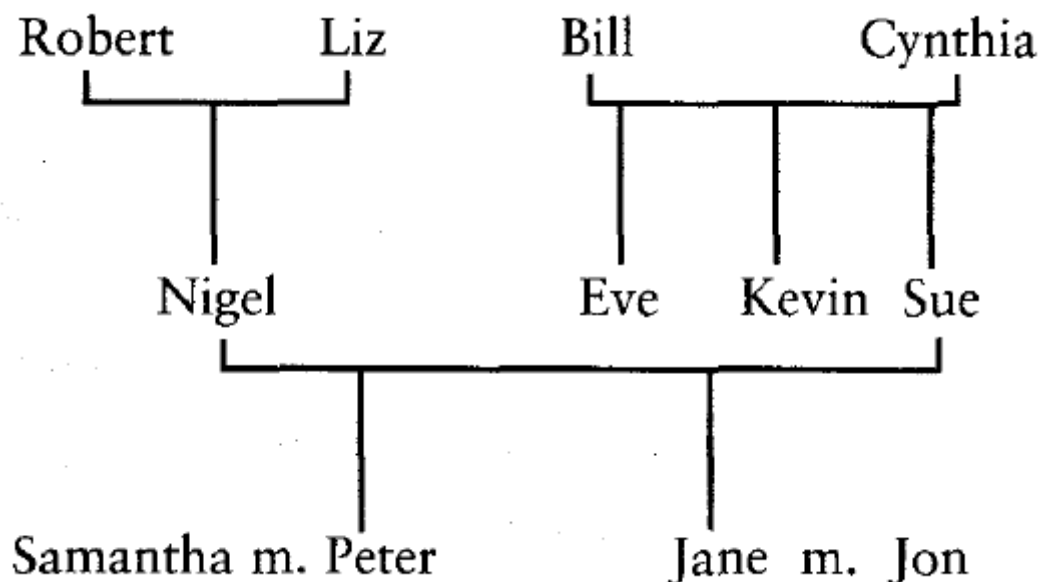 Robert Liz Bill Cynthia
Nigel Eve Kevin Sue
Samantha m. Peter Jane m. Jon